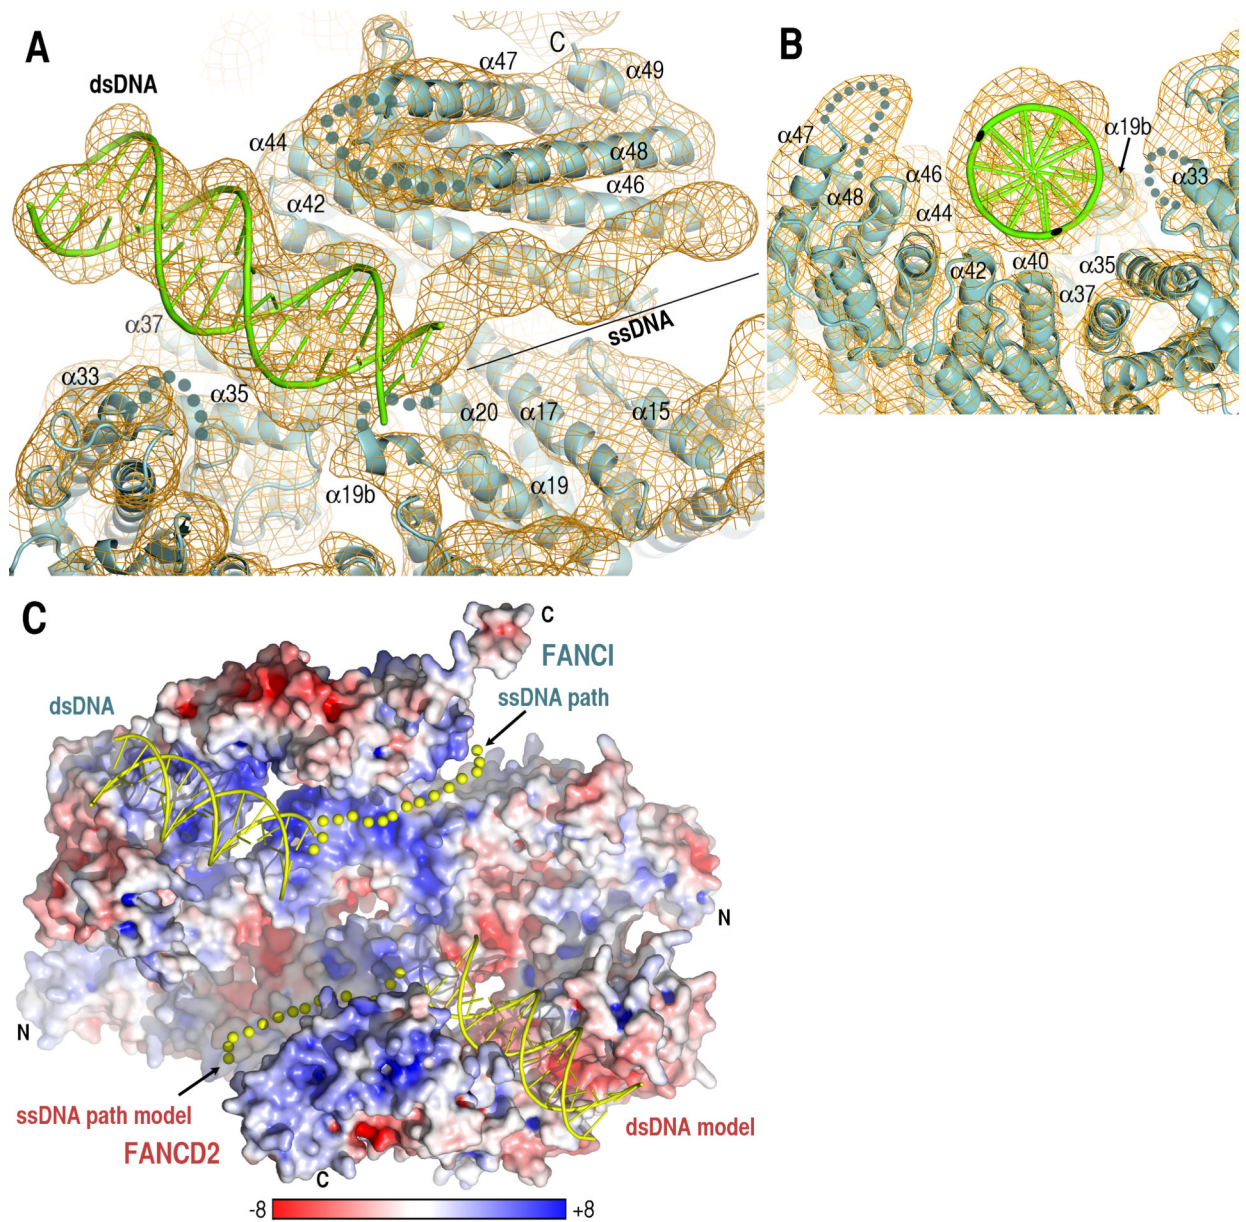 A
dsDNA
C
α47
α49
α44
α48
α46
α42
ssDNA
α37
α33
α35
α20
α17
α15
α19b
α19
B
α19b
α47
α46
α33
α48
α44
α42
α40
α35
α37
C
C
FANCI
dsDNA
ssDNA path
N
N
ssDNA path model
dsDNA model
FANCD2
C
-8
+8